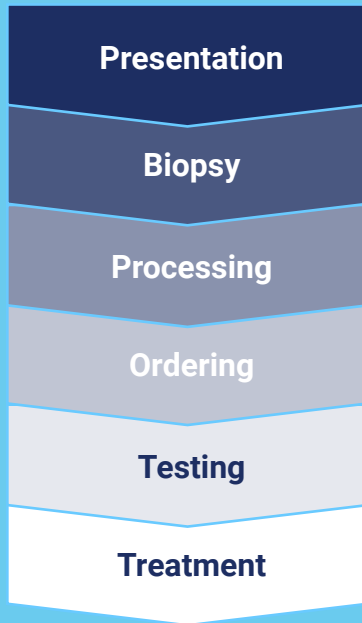 Presentation
Biopsy
Processing
Ordering
Testing
Treatment